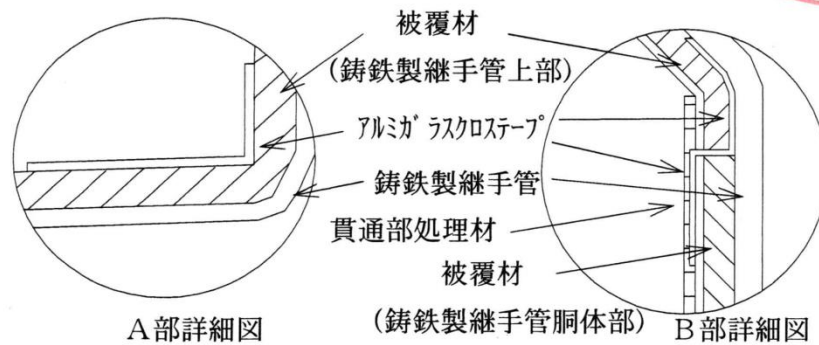 被覆材
(鋳鉄製継手管上部)
アルミガラスクロステープ
鋳鉄製継手管
貫通部処理材
被覆材
(鋳鉄製継手管胴体部)
A部詳細図
B部詳細図